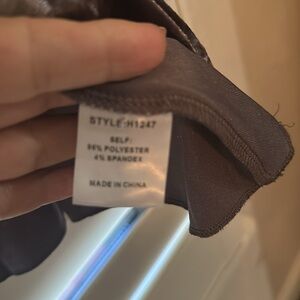 STYLE:H1247
SELF:
96% POLYESTER
4% SPANDEX
MADE IN CHINA